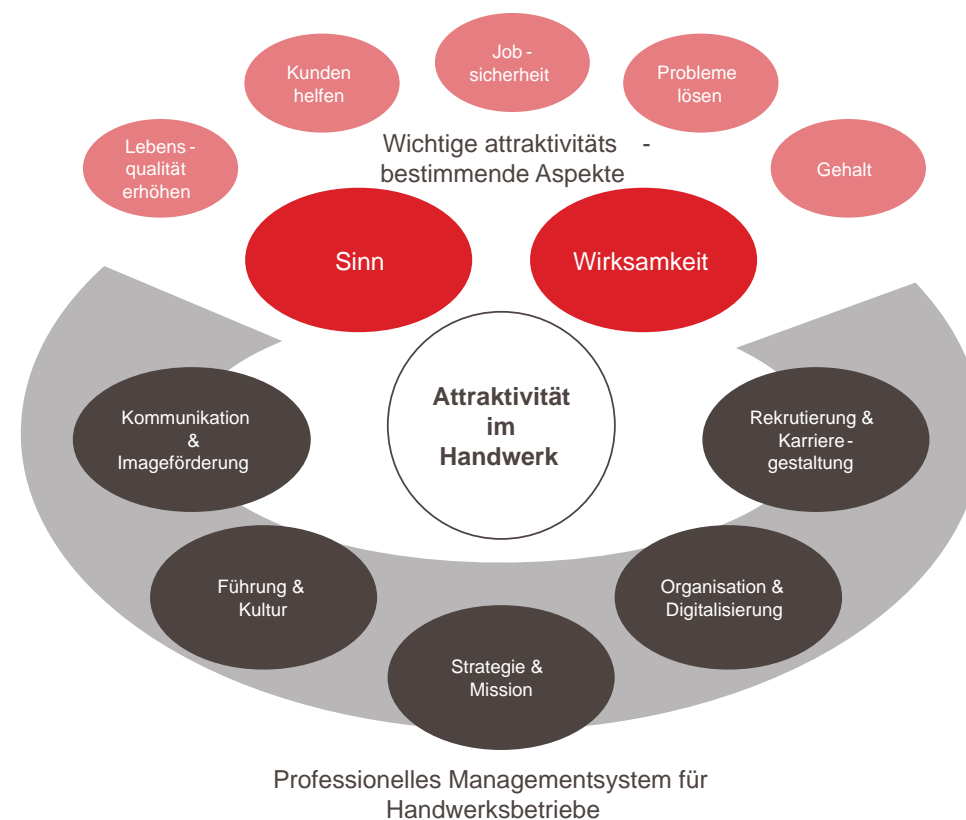 Job -
sicherheit
Kunden
helfen
Probleme
lösen
Lebens -
qualität
erhöhen
Wichtige attraktivitäts -
bestimmende Aspekte
Gehalt
Sinn
Wirksamkeit
Attraktivität
im
Handwerk
Kommunikation
&
Imageförderung
Rekrutierung &
Karriere-
gestaltung
Führung &
Kultur
Organisation &
Digitalisierung
Strategie &
Mission
Professionelles Managementsystem für
Handwerksbetriebe